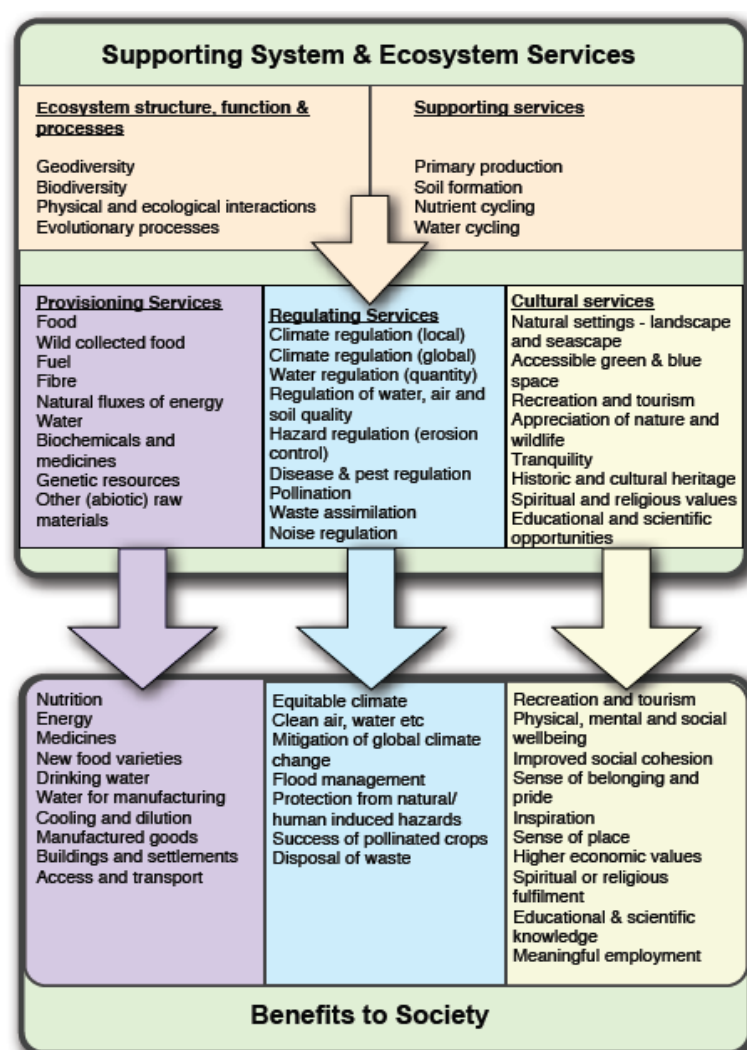 Supporting System & Ecosystem Services
Ecosystem structure, function &
processes
Geodiversity
Biodiversity
Physical and ecological interactions
Evolutionary processes
Supporting services
Primary production
Soil formation
Nutrient cycling
Water cycling
Provisioning Services
Food
Wild collected food
Fuel
Fibre
Natural fluxes of energy
Water
Biochemicals and
medicines
Genetic resources
Other (abiotic) raw
materials
Regulating Services
Climate regulation (local)
Climate regulation (global)
Water regulation (quantity)
Regulation of water, air and
soil quality
Hazard regulation (erosion
control)
Disease & pest regulation
Pollination
Waste assimilation
Noise regulation
Cultural services
Natural settings - landscape
and seascape
Accessible green & blue
space
Recreation and tourism
Appreciation of nature and
wildlife
Tranquility
Historic and cultural heritage
Spiritual and religious values
Educational and scientific
opportunities
Nutrition
Energy
Medicines
New food varieties
Drinking water
Water for manufacturing
Cooling and dilution
Manufactured goods
Buildings and settlements
Access and transport
Equitable climate
Clean air, water etc
Mitigation of global climate
change
Flood management
Protection from natural/
human induced hazards
Success of pollinated crops
Disposal of waste
Recreation and tourism
Physical, mental and social
wellbeing
Improved social cohesion
Sense of belonging and
pride
Inspiration
Sense of place
Higher economic values
Spiritual or religious
fulfilment
Educational & scientific
knowledge
Meaningful employment
Benefits to Society